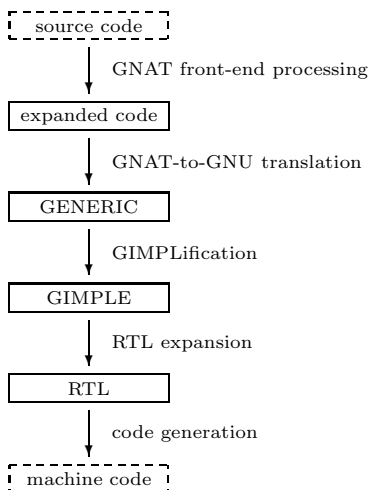 source code
GNAT front-end processing
expanded code
GNAT-to-GNU translation
GENERIC
GIMPLification
GIMPLE
RTL expansion
RTL
code generation
machine code